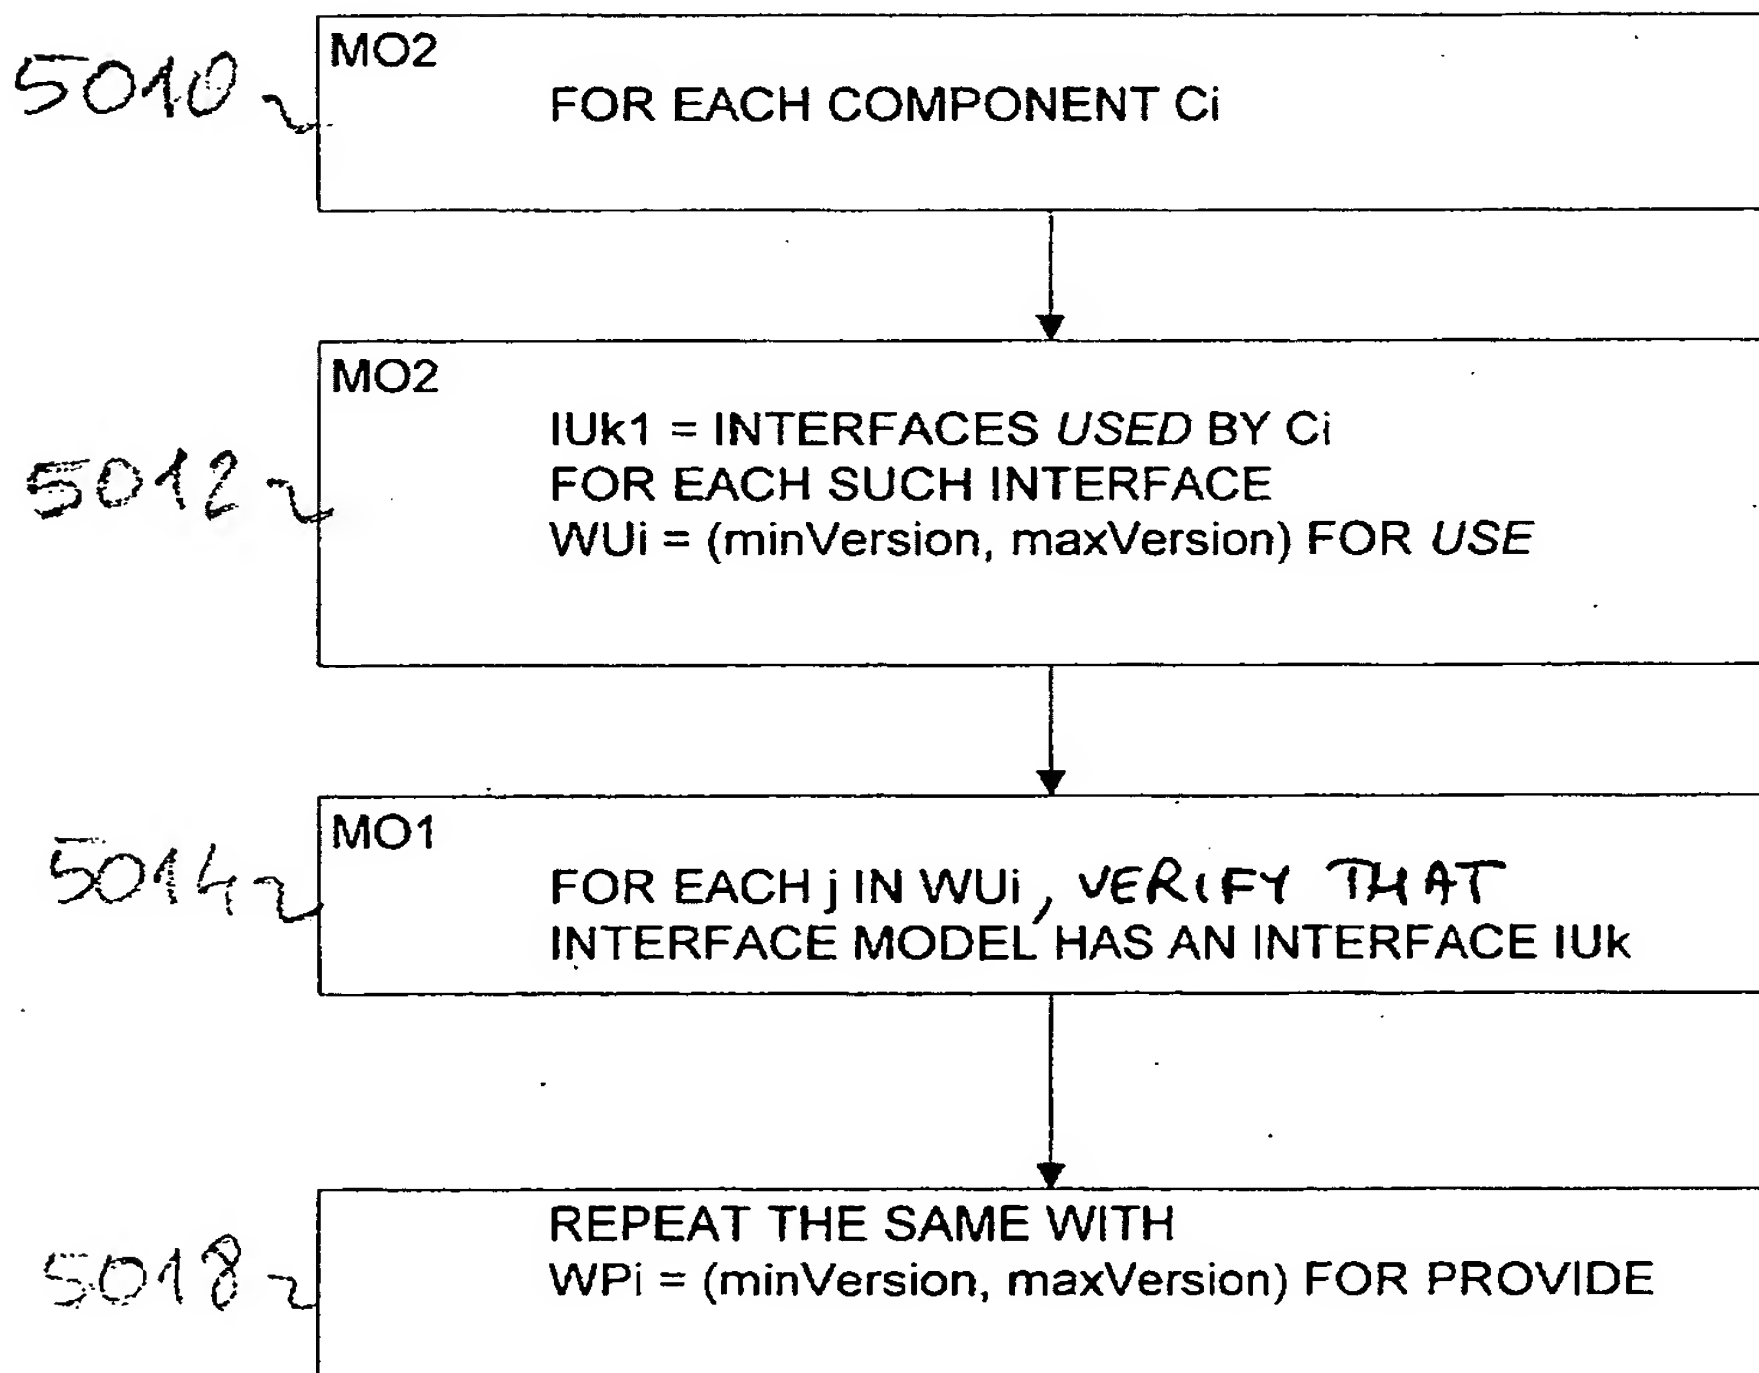 5010
MO2
FOR EACH COMPONENT Ci
5012
MO2
IUk1 = INTERFACES USED BY Ci
FOR EACH SUCH INTERFACE
WUi = (minVersion, maxVersion) FOR USE
5014
MO1
FOR EACH j IN WUi, VERIFY THAT
INTERFACE MODEL HAS AN INTERFACE IUk
5018
REPEAT THE SAME WITH
WPi = (minVersion, maxVersion) FOR PROVIDE